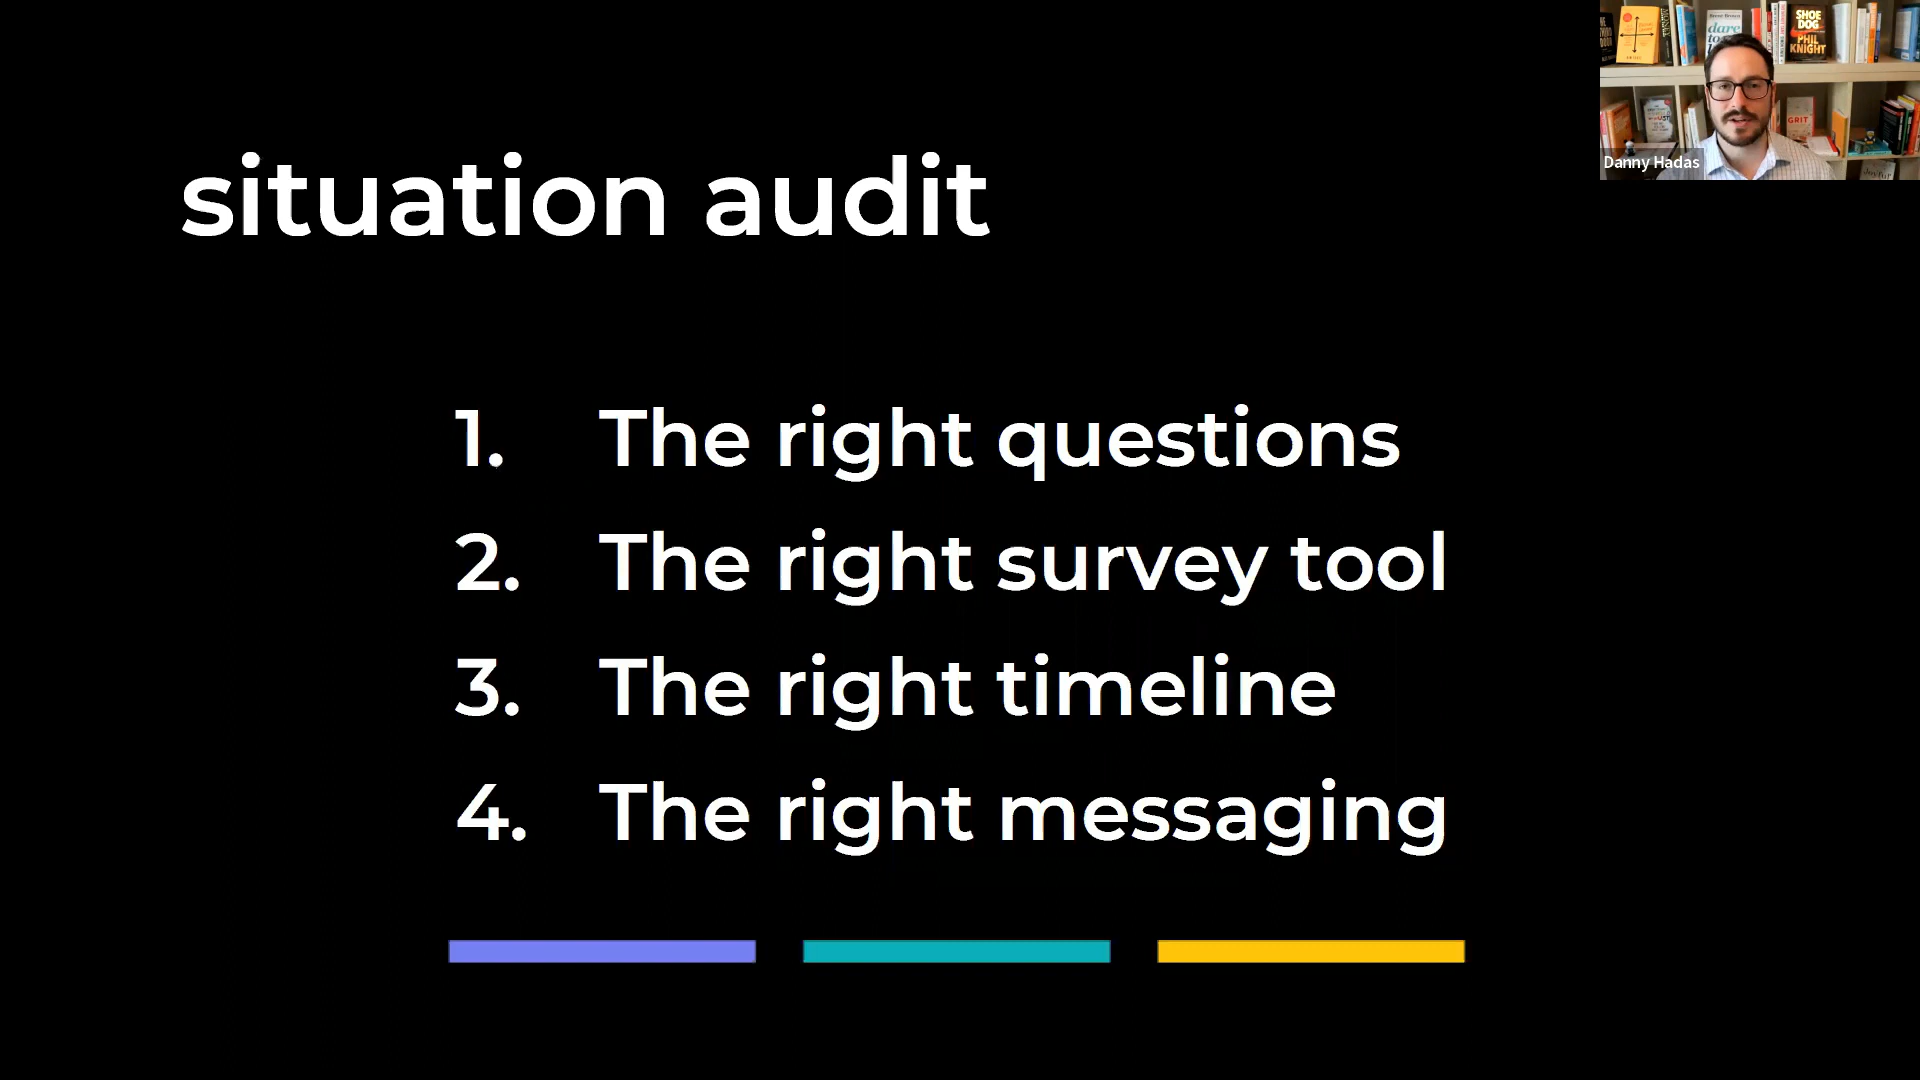 situation audit
1. The right questions
2. The right survey tool
3. The right timeline
4. The right messaging
SHOE
DOG
PHIL
KNIGHT
dare
GRIT
Danny Hadas